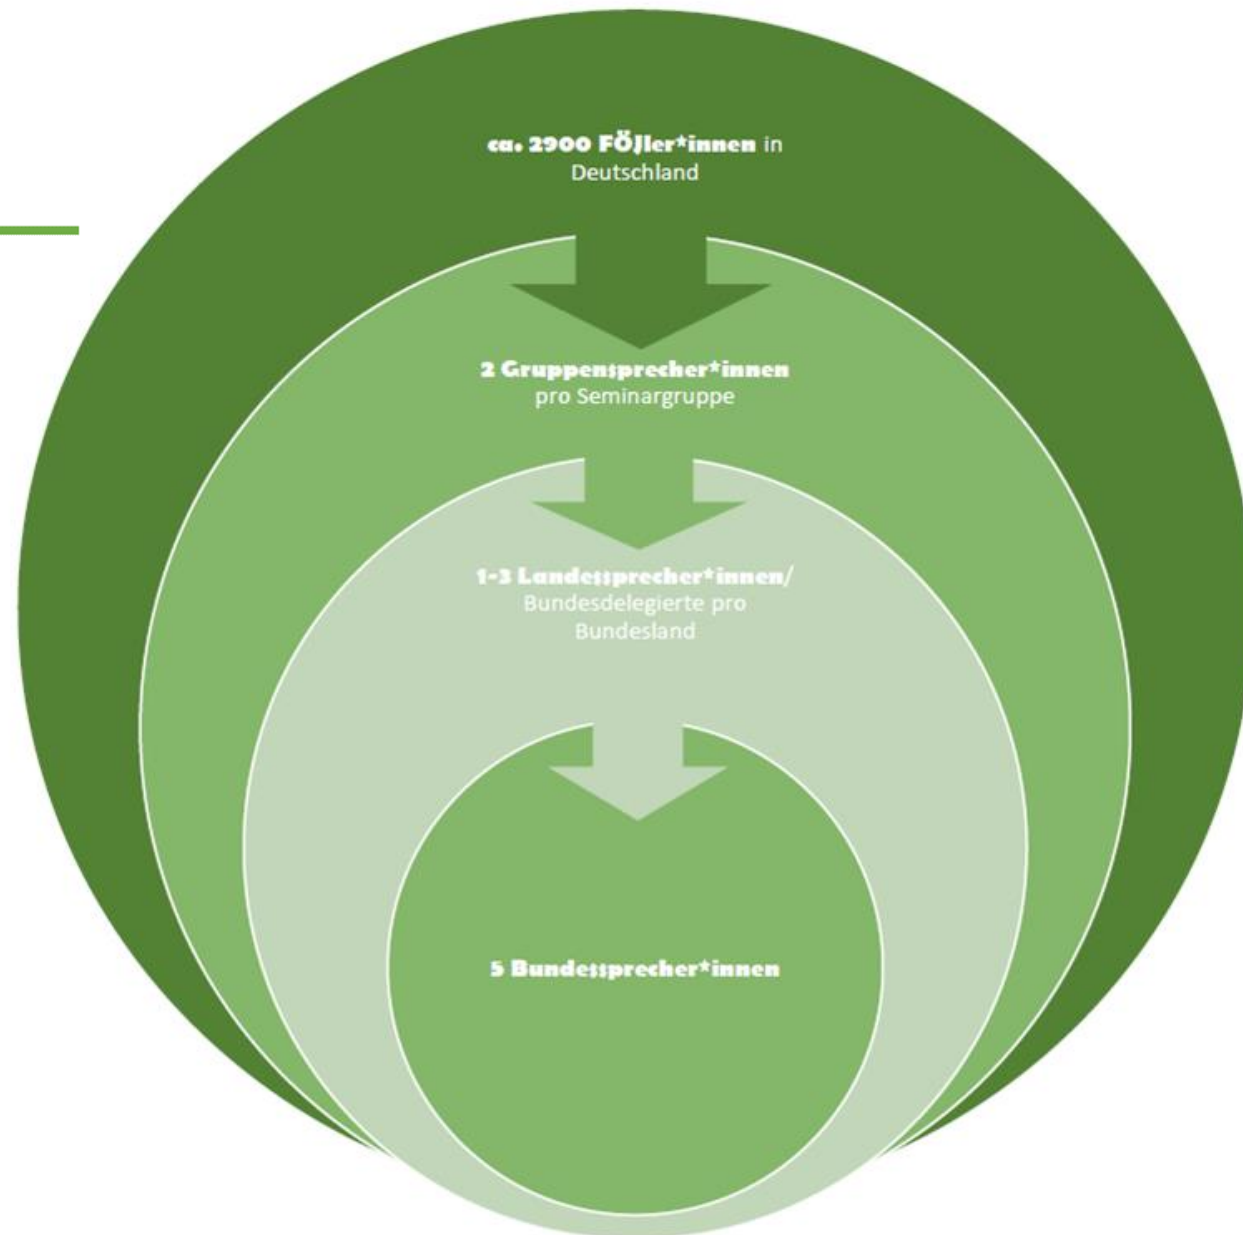 ca. 2900 FÖJler*innen in
Deutschland
2 Gruppensprecher*innen
pro Seminargruppe
1-3 Landessprecher*innen/
Bundesdelegierte pro
Bundesland
5 Bundessprecher*innen